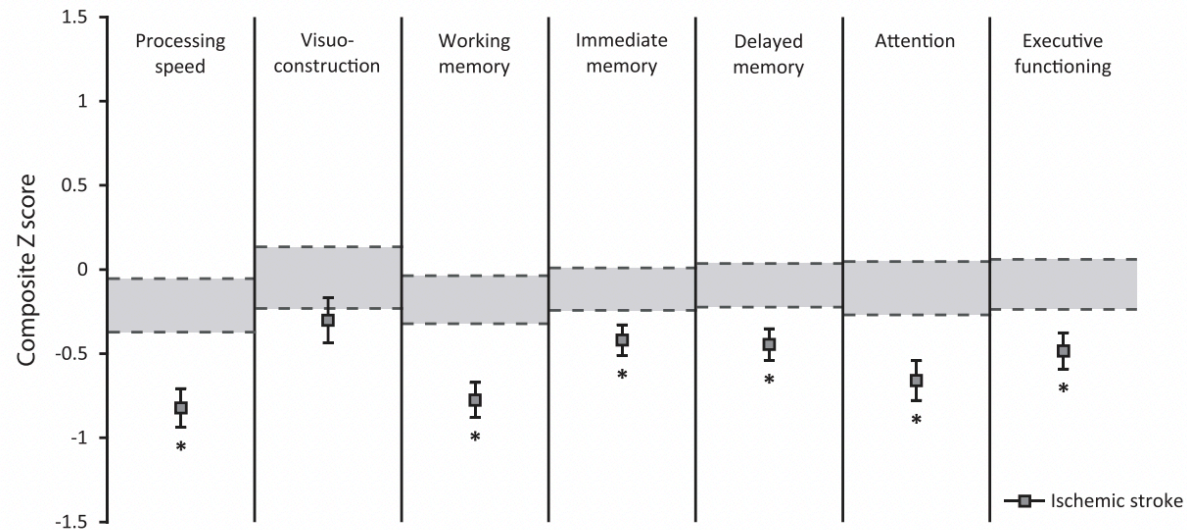 1.5
1
0.5
0
-0.5
-1
-1.5
Composite Z score
Processing
speed
Visuo-
construction
Working
memory
Immediate
memory
Delayed
memory
Attention
Executive
functioning
*
*
*
*
*
*
Ischemic stroke